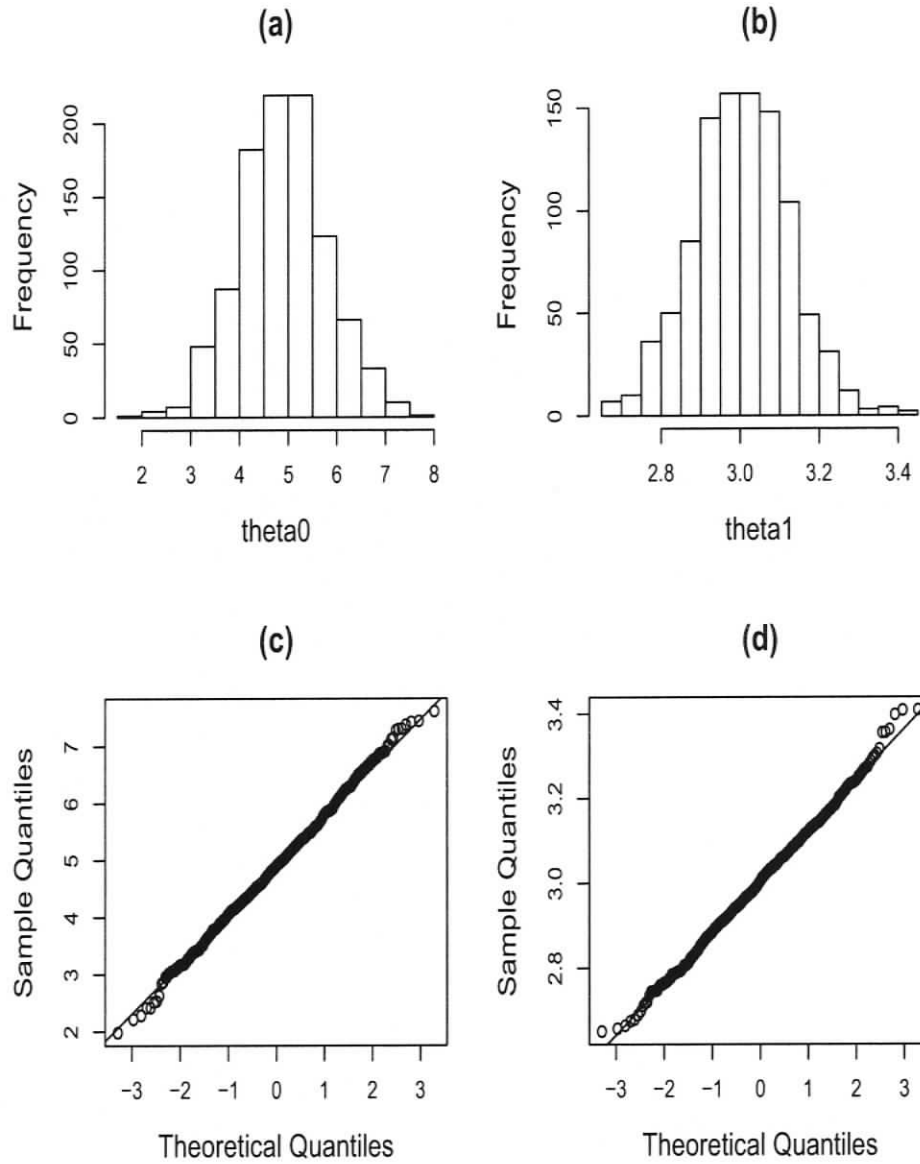 (a)
Frequency
0 50 100 150 200
2 3 4 5 6 7 8
theta0
(b)
Frequency
0 50 100 150
2.8 3.0 3.2 3.4
theta1
(c)
Sample Quantiles
2 3 4 5 6 7
−3 −2 −1 0 1 2 3
Theoretical Quantiles
(d)
Sample Quantiles
2.8 3.0 3.2 3.4
−3 −2 −1 0 1 2 3
Theoretical Quantiles